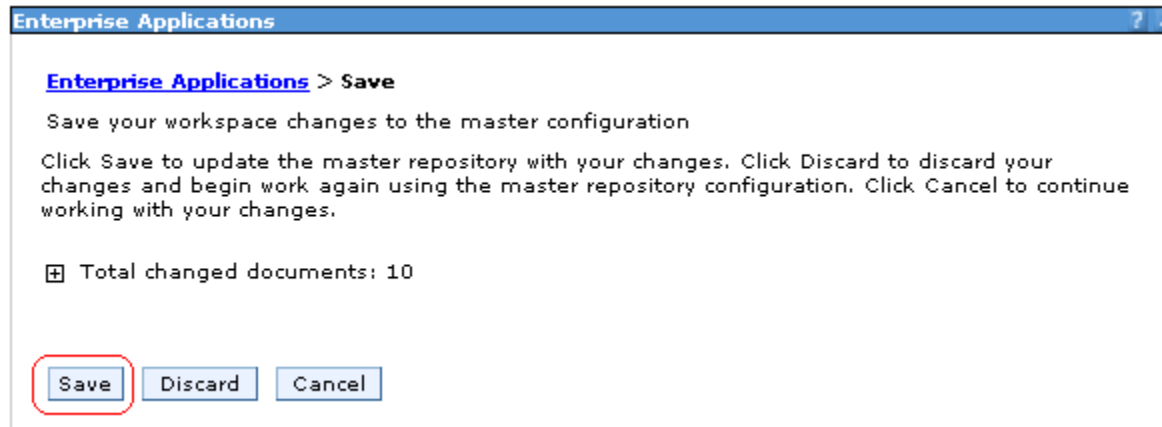 Enterprise Applications
?
Enterprise Applications > Save
Save your workspace changes to the master configuration
Click Save to update the master repository with your changes. Click Discard to discard your
changes and begin work again using the master repository configuration. Click Cancel to continue
working with your changes.
Total changed documents: 10
Save Discard Cancel